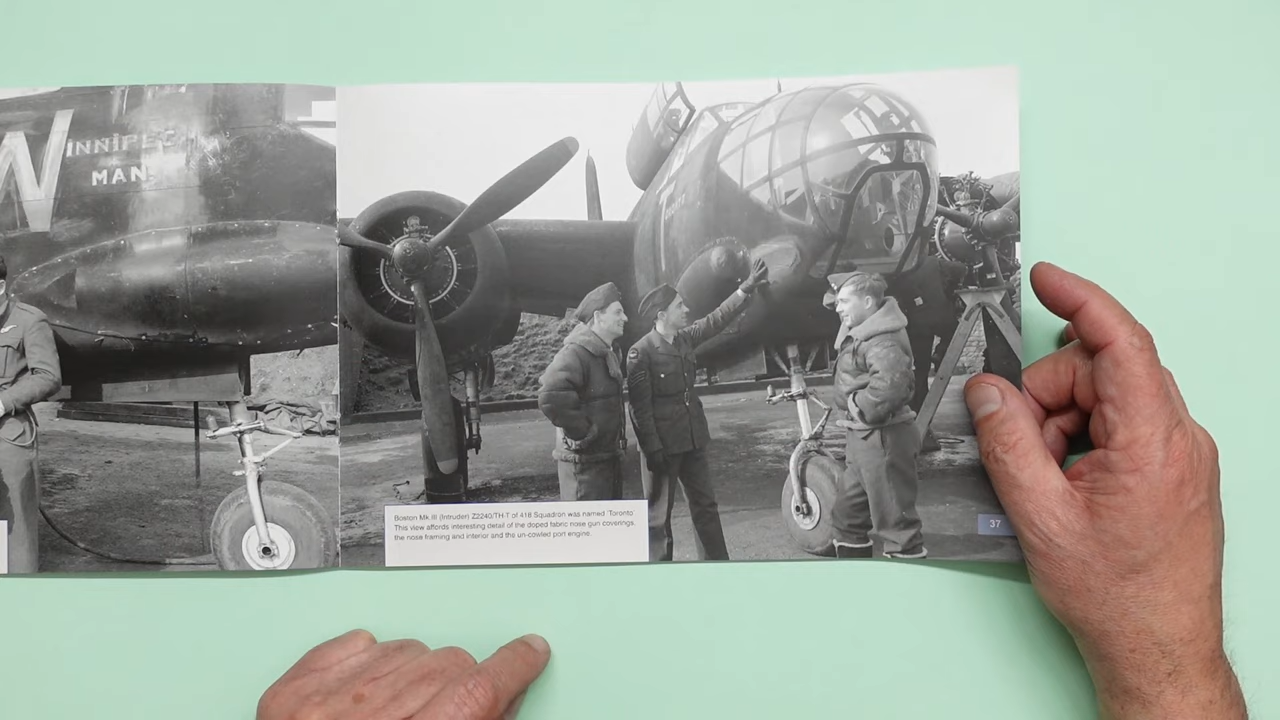 WINNIPEG
MAN.
Boston Mk.III (Intruder) Z2240/TH-T of 418 Squadron was named 'Toronto'
This view affords interesting detail of the doped fabric nose gun coverings,
the nose framing and interior and the un-cowled port engine.
37